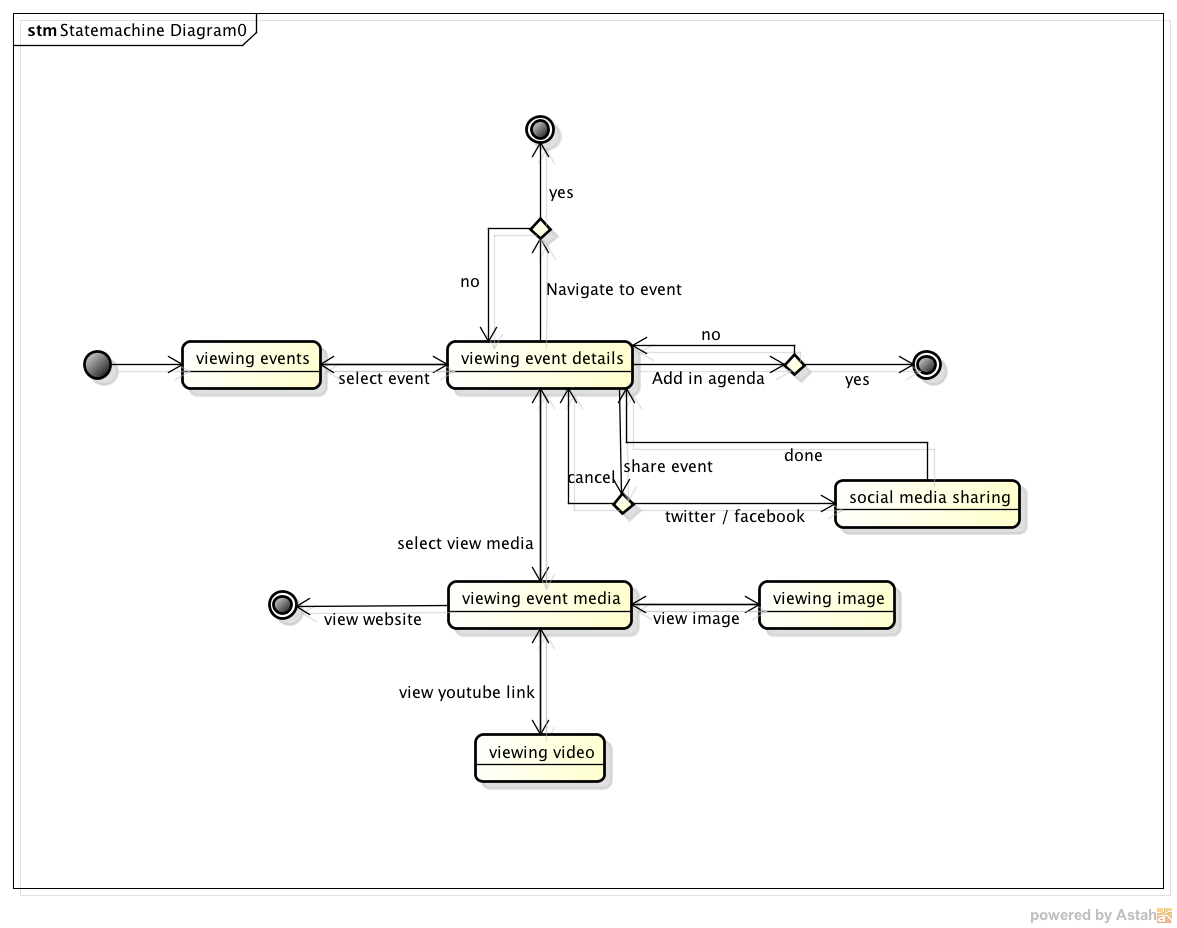 stm Statemachine Diagram0
yes
no
Navigate to event
no
viewing events
viewing event details
select event
Add in agenda
yes
done
share event
cancel
social media sharing
twitter / facebook
select view media
viewing event media
viewing image
view website
view image
view youtube link
viewing video
powered by Astah